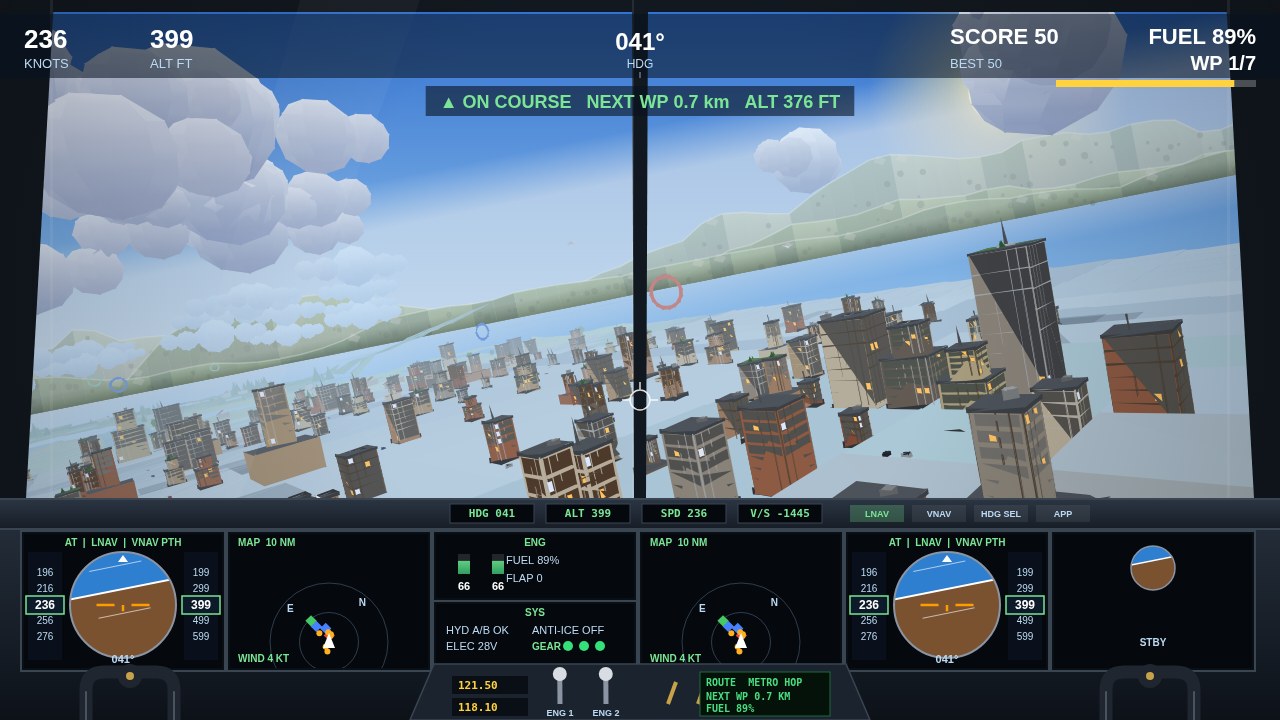 236
KNOTS
399
ALT FT
041°
HDG
SCORE 50
BEST 50
FUEL 89%
WP 1/7
▲ ON COURSE NEXT WP 0.7 km ALT 376 FT
HDG 041
ALT 399
SPD 236
V/S -1445
LNAV
VNAV
HDG SEL
APP
AT | LNAV | VNAV PTH
196
216
236
256
276
199
299
399
499
599
041°
MAP 10 NM
E
N
WIND 4 KT
ENG
66
66
FUEL 89%
FLAP 0
SYS
HYD A/B OK
ANTI-ICE OFF
ELEC 28V
GEAR
MAP 10 NM
E
N
WIND 4 KT
AT | LNAV | VNAV PTH
196
216
236
256
276
199
299
399
499
599
041°
STBY
121.50
118.10
ENG 1
ENG 2
ROUTE METRO HOP
NEXT WP 0.7 KM
FUEL 89%